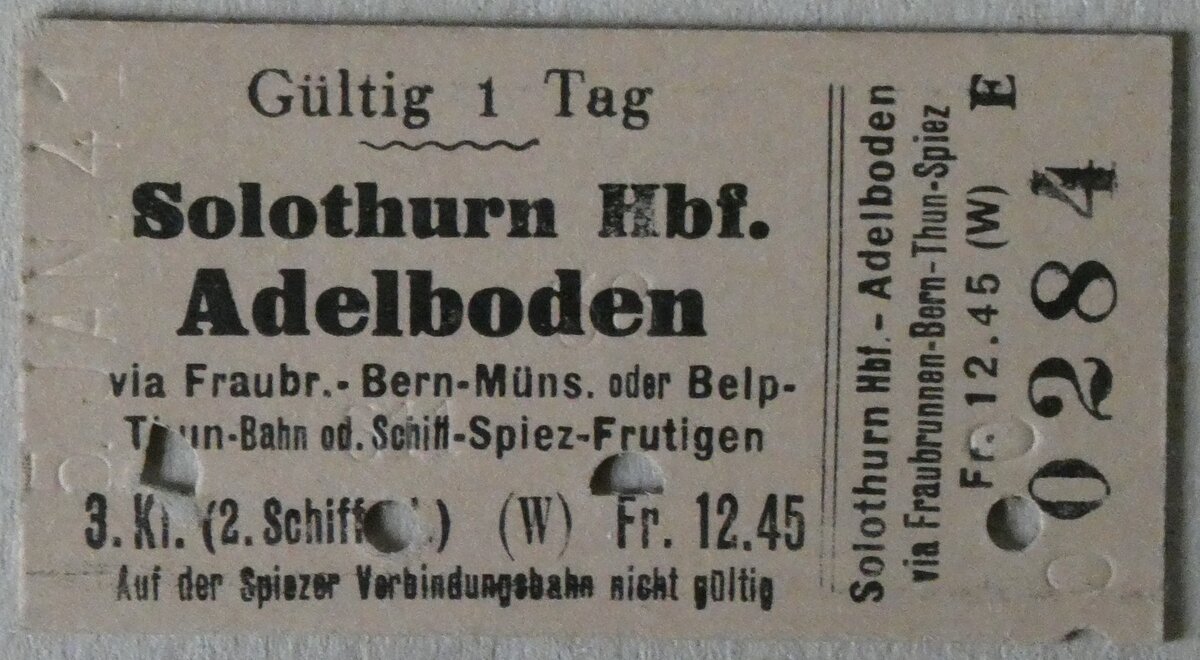 Gültig 1 Tag
Solothurn Hbf.
Adelboden
via Fraubr.-Bern-Müns. oder Belp-
Thun-Bahn od. Schiff-Spiez-Frutigen
3. Kl. (2. Schiff ) (W) Fr. 12.45
Auf der Spiezer Verbindungsbahn nicht gültig
Solothurn Hbf.-Adelboden
via Fraubrunnen-Bern-Thun-Spiez
Fr. 12.45 (W) E
0284